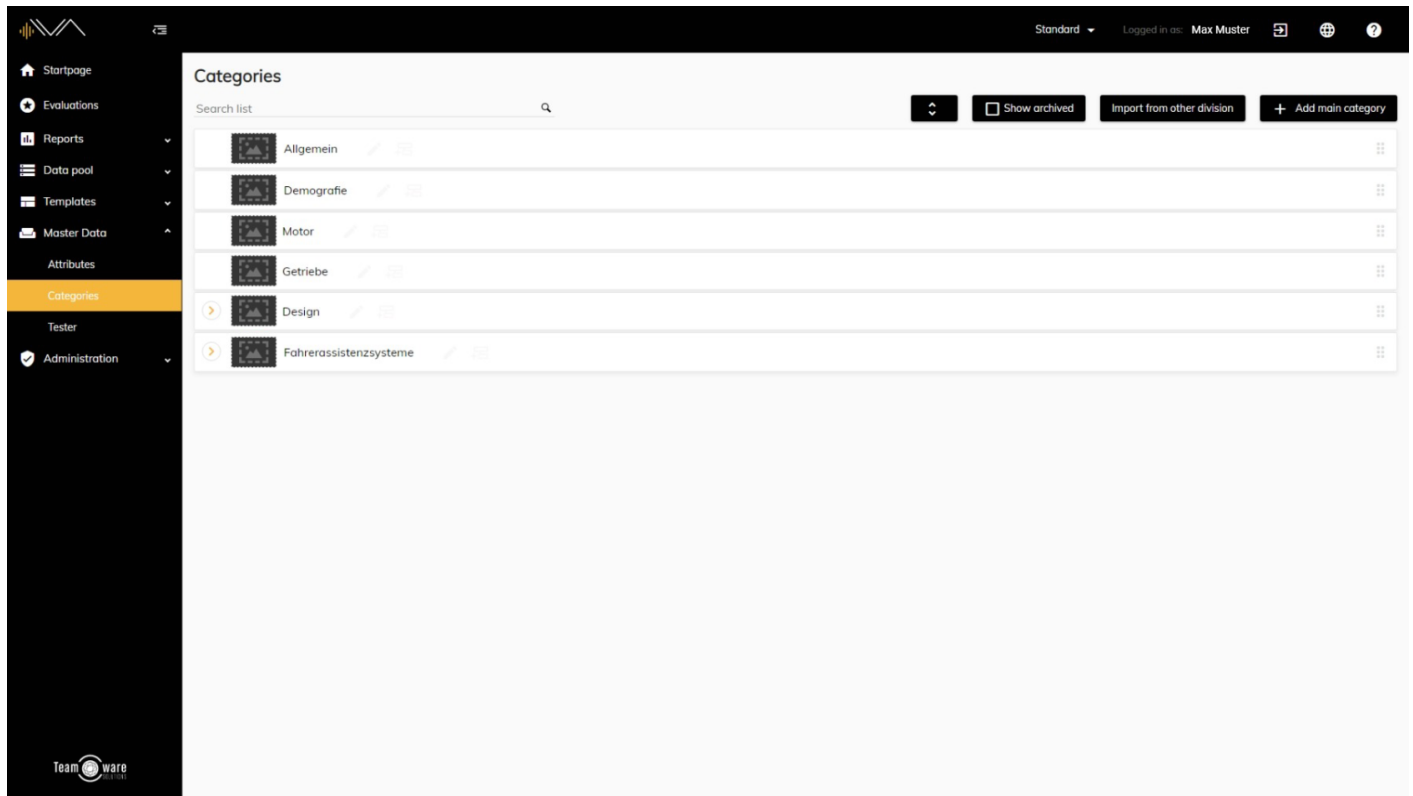 Standard
Logged in as: Max Muster
Startpage
Evaluations
Reports
Data pool
Templates
Master Data
Attributes
Categories
Tester
Administration
Team ware
SOLUTIONS
Categories
Search list
Show archived
Import from other division
+ Add main category
Allgemein
Demografie
Motor
Getriebe
Design
Fahrerassistenzsysteme